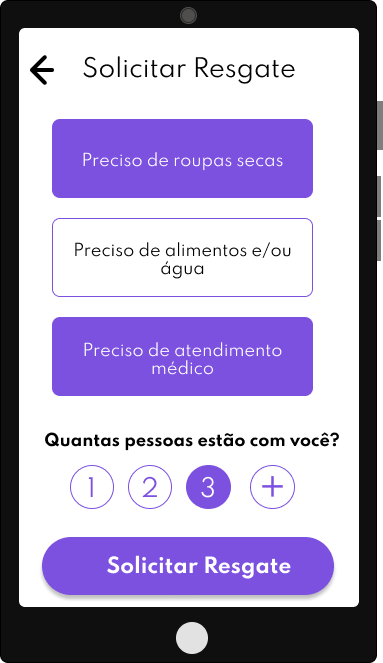 Solicitar Resgate
Preciso de roupas secas
Preciso de alimentos e/ou
água
Preciso de atendimento
médico
Quantas pessoas estão com você?
1 2 3 +
Solicitar Resgate